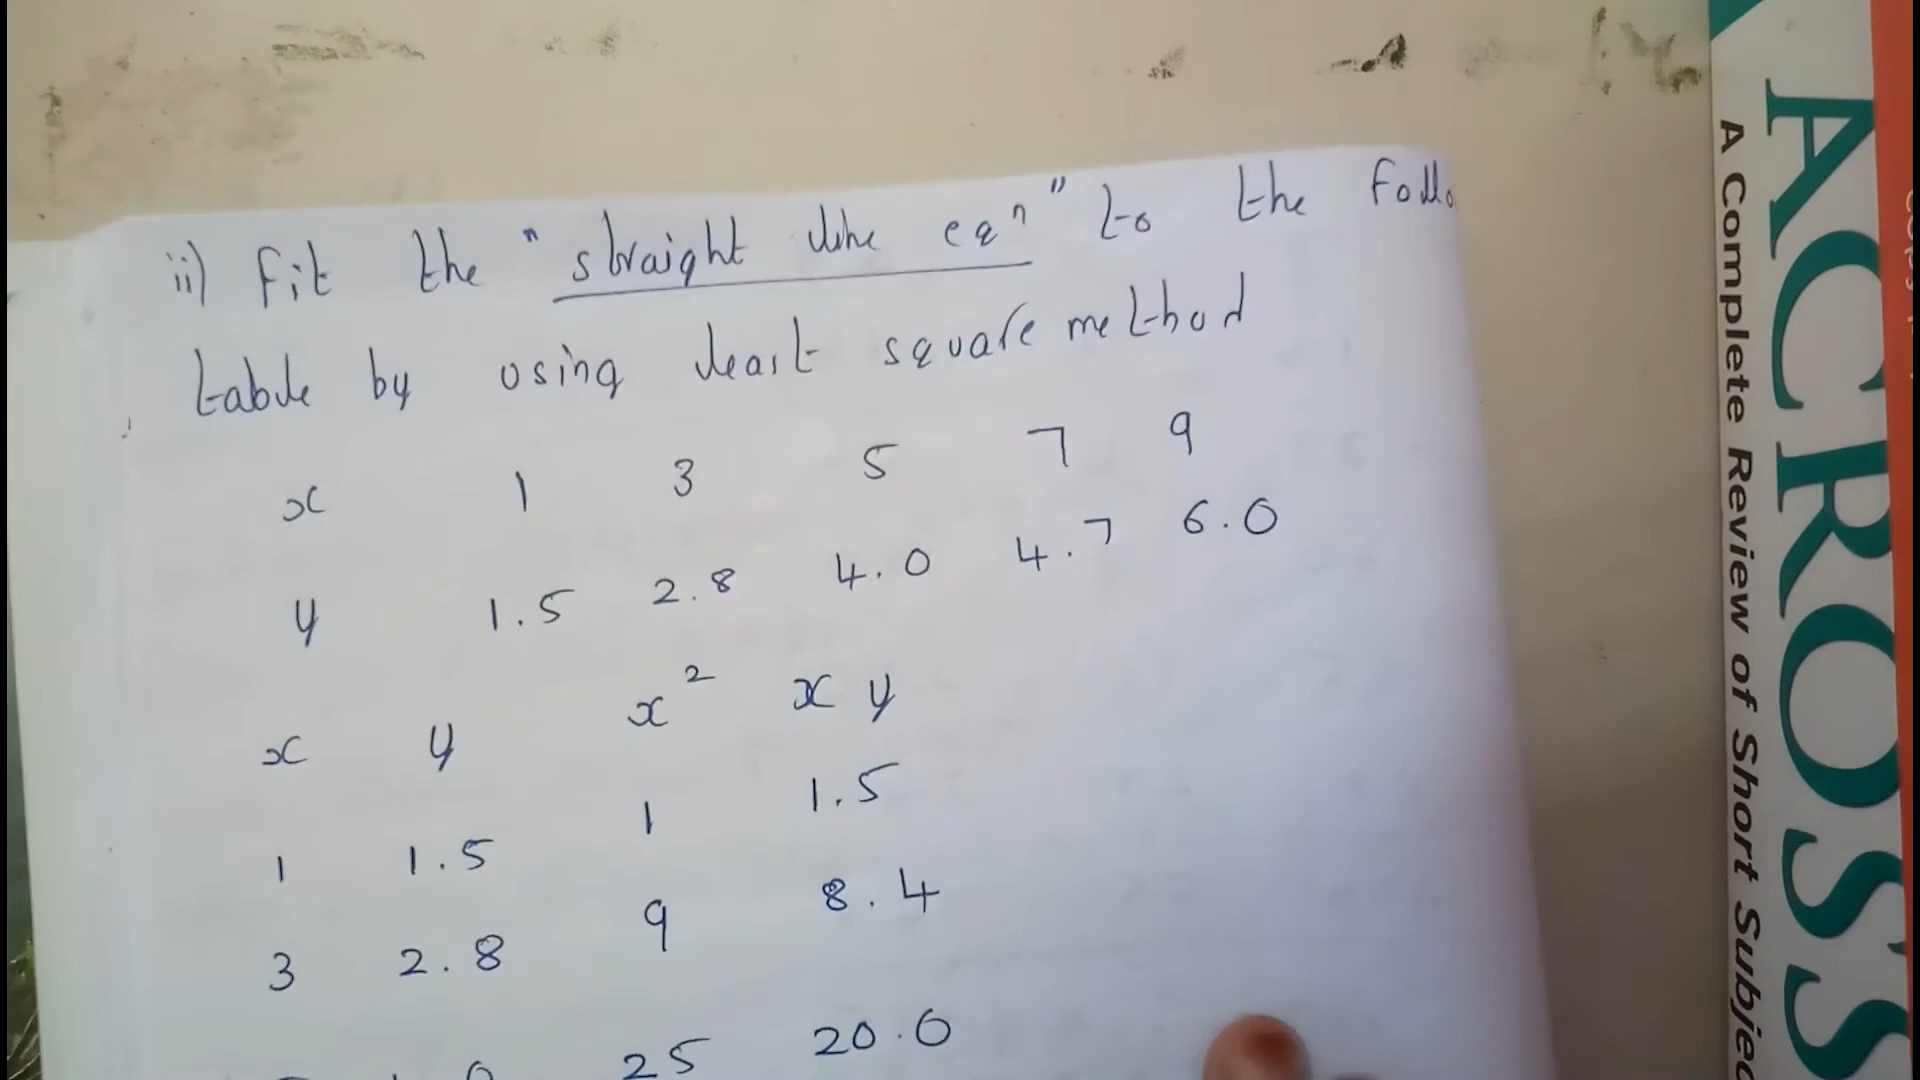 ii) Fit the "straight line eqn" to the follo
table by using least square method
x 1 3 5 7 9
y 1.5 2.8 4.0 4.7 6.0
x y x² xy
1 1.5 1 1.5
3 2.8 9 8.4
25 20.0
ACROSS
A Complete Review of Short Subjec